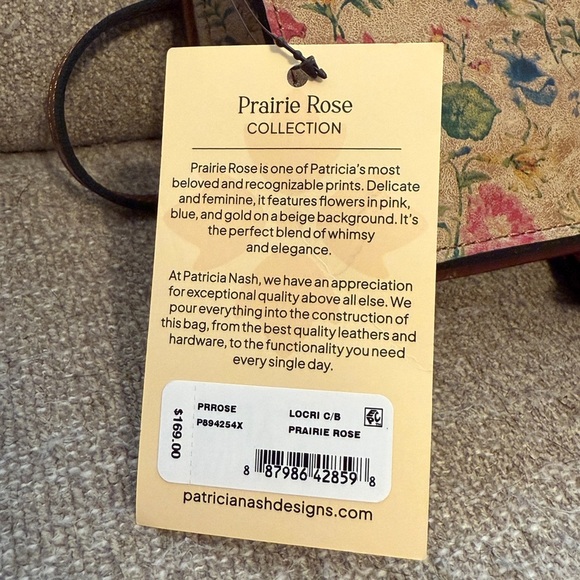 Prairie Rose
COLLECTION
Prairie Rose is one of Patricia's most
beloved and recognizable prints. Delicate
and feminine, it features flowers in pink,
blue, and gold on a beige background. It's
the perfect blend of whimsy
and elegance.
At Patricia Nash, we have an appreciation
for exceptional quality above all else. We
pour everything into the construction of
this bag, from the best quality leathers and
hardware, to the functionality you need
every single day.
$169.00
PRROSE
P894254X
LOCRI C/B
PRAIRIE ROSE
8 87986 42859 8
patricianashdesigns.com